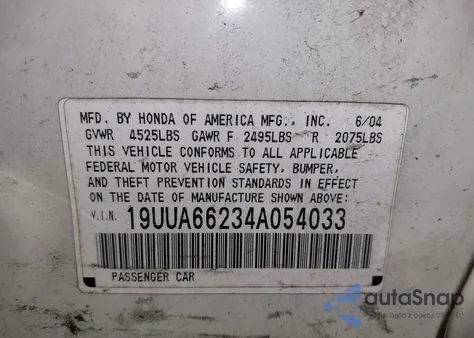 MFD. BY HONDA OF AMERICA MFG., INC. 6/04
GVWR 4525LBS GAWR F 2495LBS R 2075LBS
THIS VEHICLE CONFORMS TO ALL APPLICABLE
FEDERAL MOTOR VEHICLE SAFETY, BUMPER,
AND THEFT PREVENTION STANDARDS IN EFFECT
ON THE DATE OF MANUFACTURE SHOWN ABOVE:
V.I.N. 19UUA66234A054033
PASSENGER CAR
autaSnap